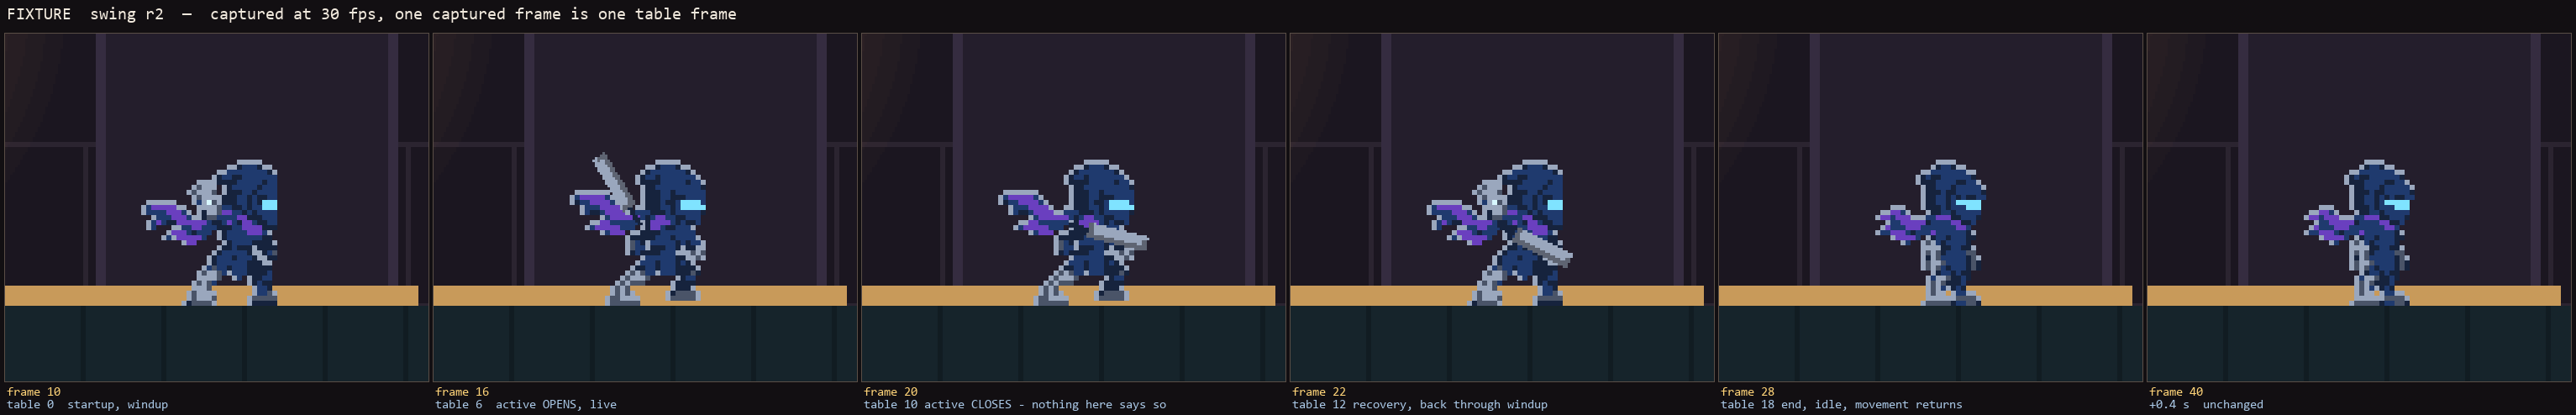 FIXTURE  swing r2  —  captured at 30 fps, one captured frame is one table frame
frame 10
table 0  startup, windup
frame 16
table 6  active OPENS, live
frame 20
table 10 active CLOSES - nothing here says so
frame 22
table 12 recovery, back through windup
frame 28
table 18 end, idle, movement returns
frame 40
+0.4 s  unchanged